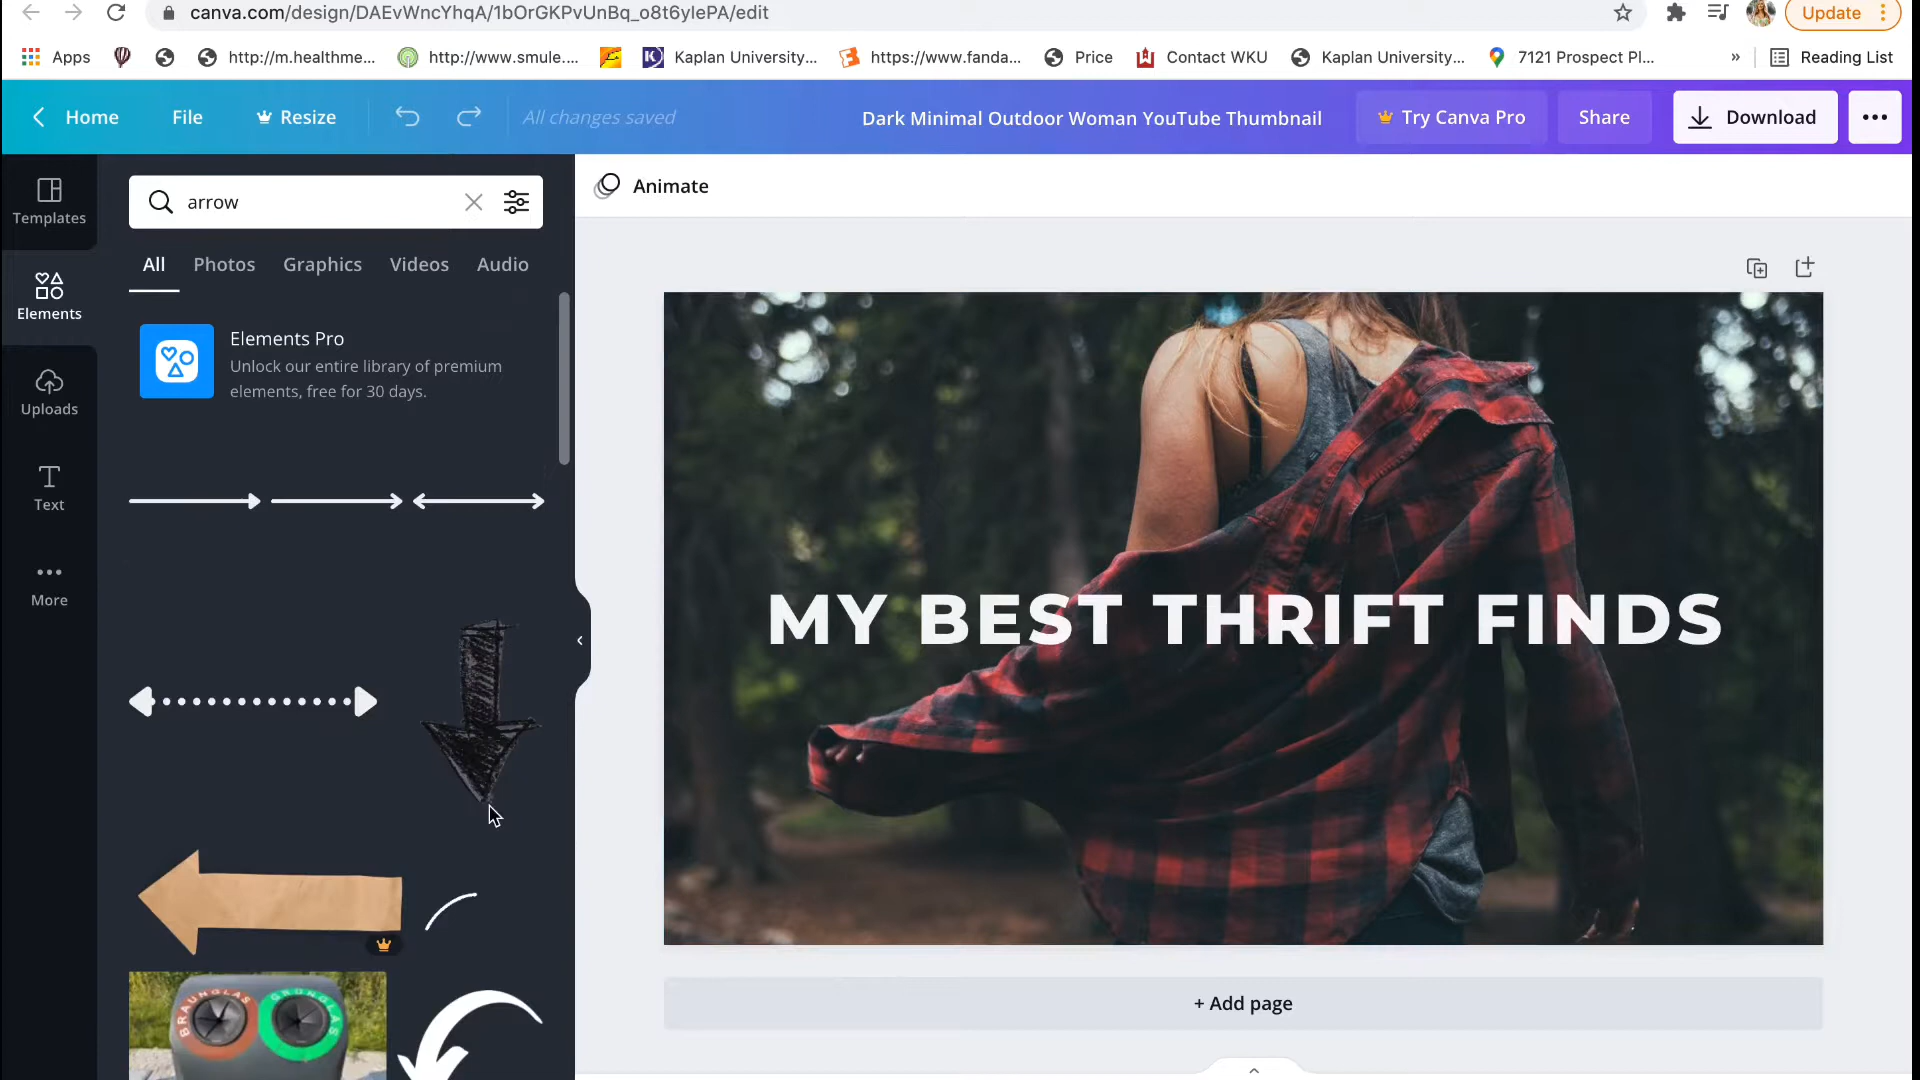 canva.com/design/DAEvWncYhqA/1bOrGKPvUnBq_o8t6ylePA/edit
Update
Apps
http://m.healthme...
http://www.smule....
Kaplan University...
https://www.fanda...
Price
Contact WKU
Kaplan University...
7121 Prospect Pl...
»
Reading List
Home
File
Resize
All changes saved
Dark Minimal Outdoor Woman YouTube Thumbnail
Try Canva Pro
Share
Download
Templates
Elements
Uploads
Text
More
arrow
All
Photos
Graphics
Videos
Audio
Elements Pro
Unlock our entire library of premium
elements, free for 30 days.
BRAUNGLAS
GRÜNGLAS
Animate
MY BEST THRIFT FINDS
+ Add page